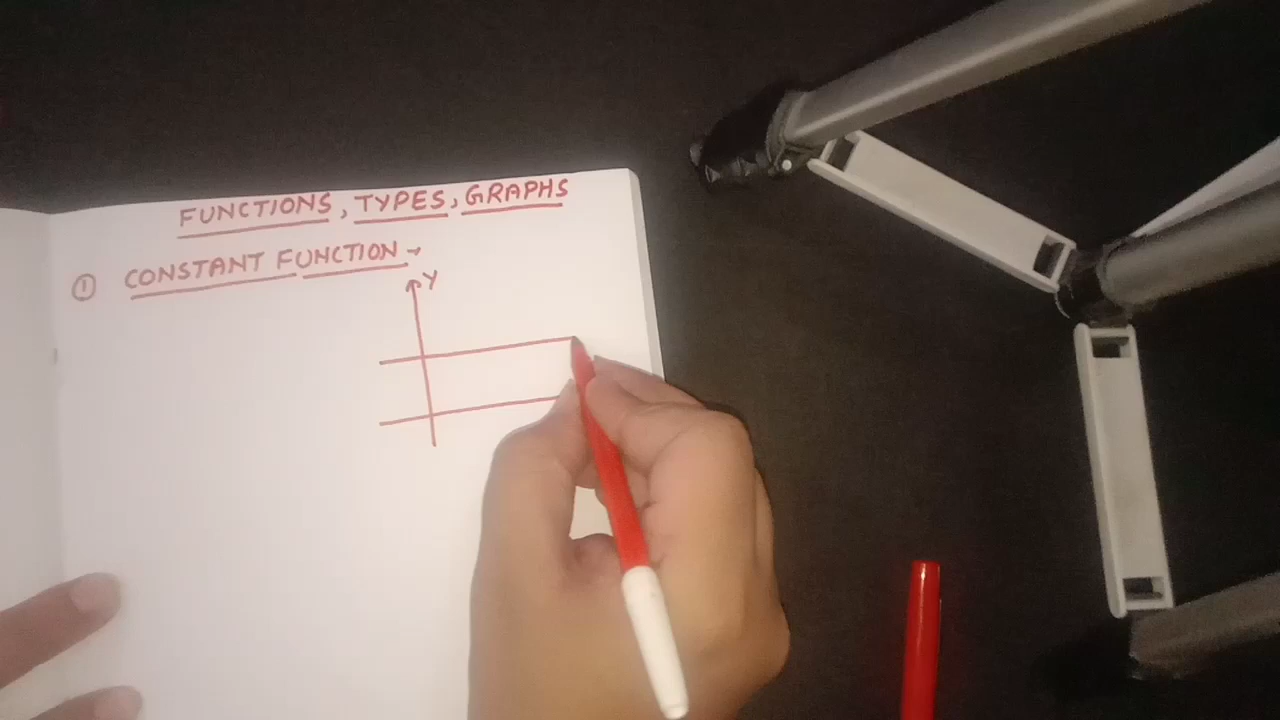 FUNCTIONS, TYPES, GRAPHS
① CONSTANT FUNCTION →
Y